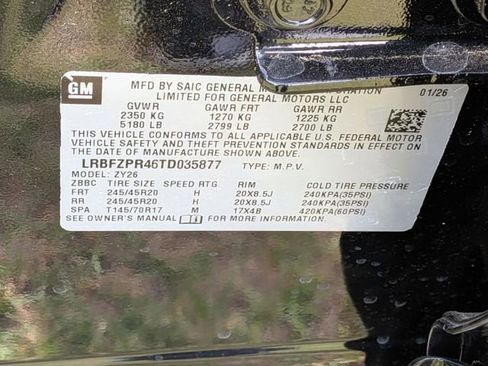 GM
MFD BY SAIC GENERAL MOTORS CORPORATION 01/26
LIMITED FOR GENERAL MOTORS LLC
GVWR GAWR FRT GAWR RR
2350 KG 1270 KG 1225 KG
5180 LB 2799 LB 2700 LB
THIS VEHICLE CONFORMS TO ALL APPLICABLE U.S. FEDERAL MOTOR
VEHICLE SAFETY AND THEFT PREVENTION STANDARDS IN EFFECT ON
THE DATE OF MANUFACTURE SHOWN ABOVE.
LRBFZPR46TD035877 TYPE: M.P.V.
MODEL: ZY26
ZBBC TIRE SIZE SPEED RTG RIM COLD TIRE PRESSURE
FRT 245/45R20 H 20X8.5J 240KPA(35PSI)
RR 245/45R20 H 20X8.5J 240KPA(35PSI)
SPA T145/70R17 M 17X4B 420KPA(60PSI)
SEE OWNER'S MANUAL FOR MORE INFORMATION.